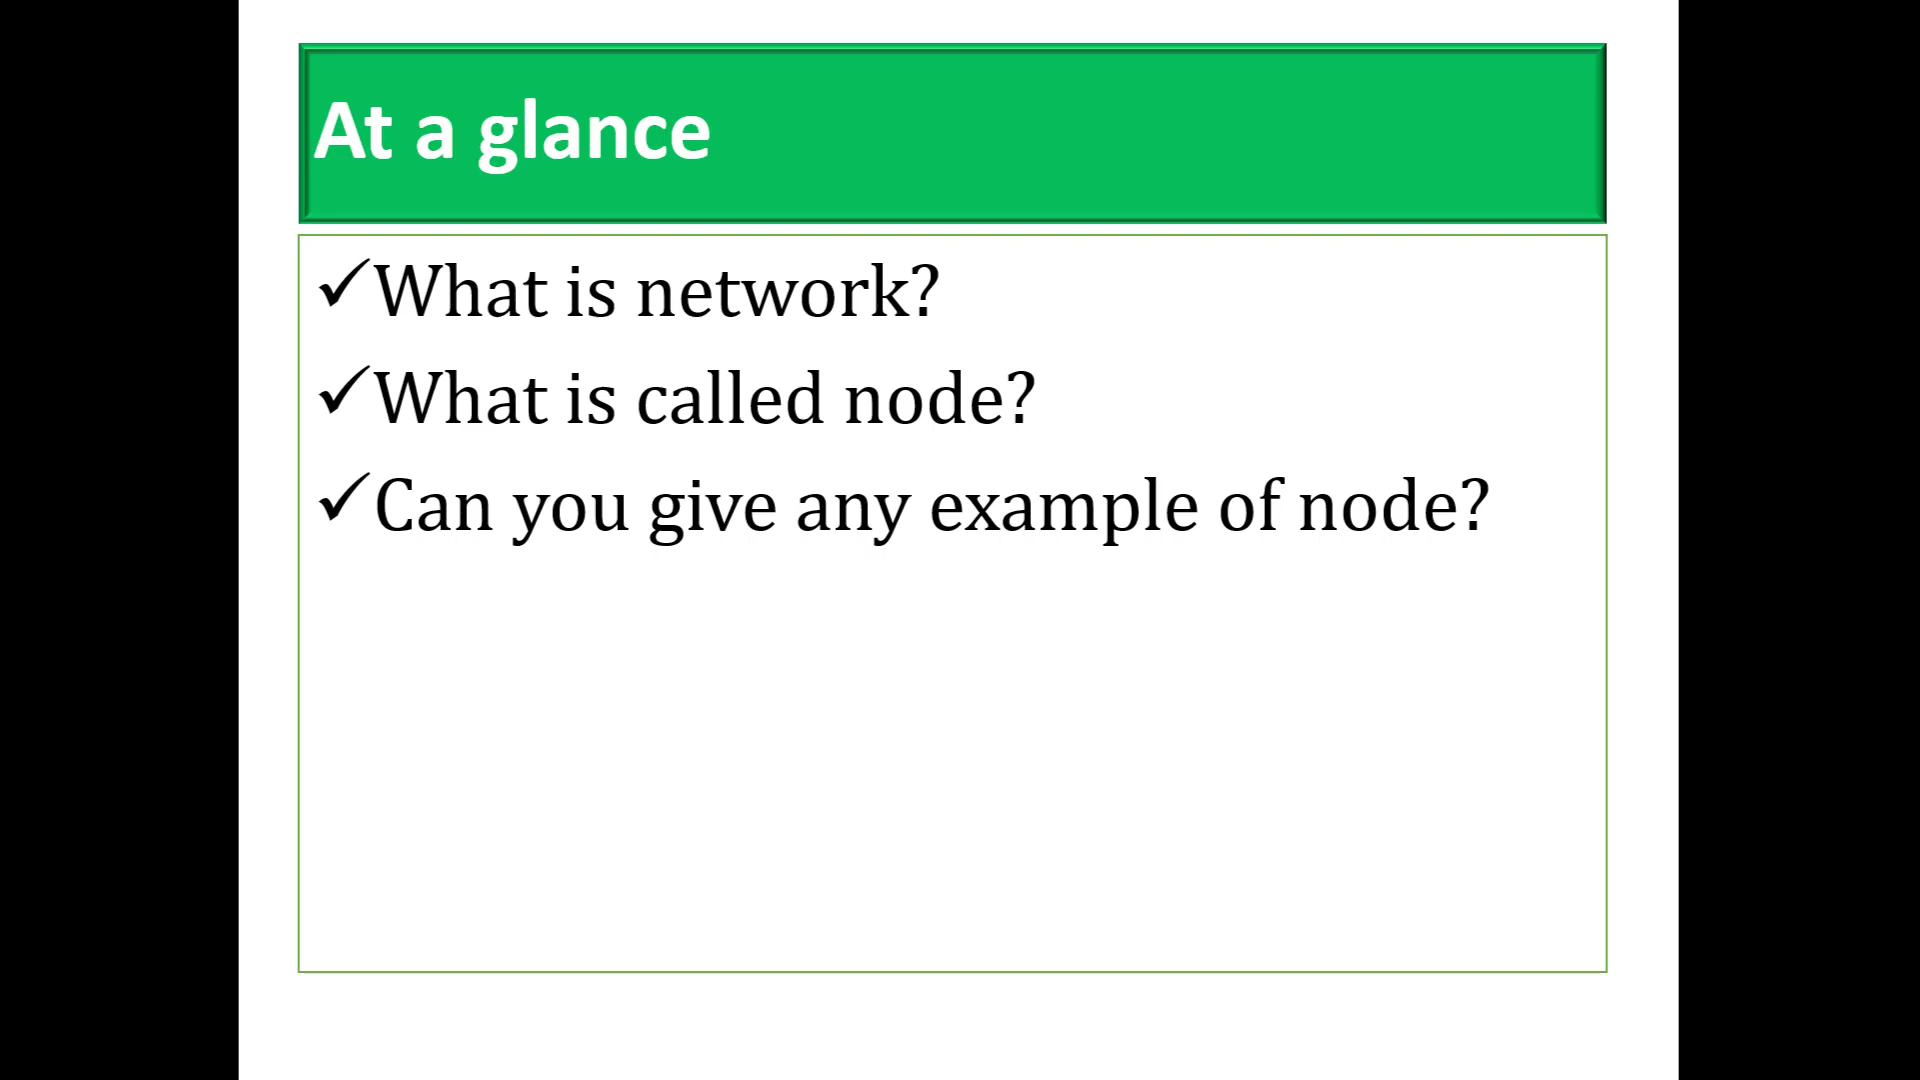 At a glance
✓What is network?
✓What is called node?
✓Can you give any example of node?